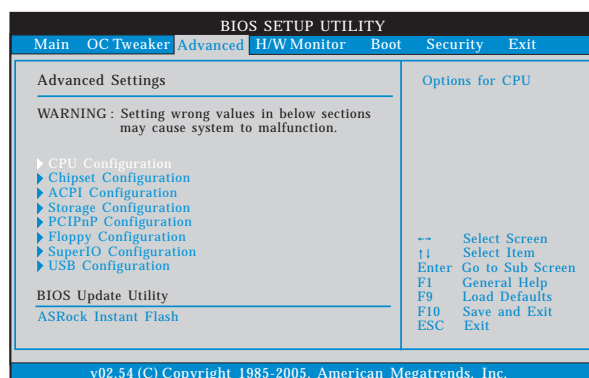 BIOS SETUP UTILITY
Main OC Tweaker Advanced H/W Monitor Boot Security Exit
Advanced Settings
WARNING : Setting wrong values in below sections
may cause system to malfunction.
CPU Configuration
Chipset Configuration
ACPI Configuration
Storage Configuration
PCIPnP Configuration
Floppy Configuration
SuperIO Configuration
USB Configuration
BIOS Update Utility
ASRock Instant Flash
Options for CPU
←→ Select Screen
↑↓ Select Item
Enter Go to Sub Screen
F1 General Help
F9 Load Defaults
F10 Save and Exit
ESC Exit
v02.54 (C) Copyright 1985-2005, American Megatrends, Inc.